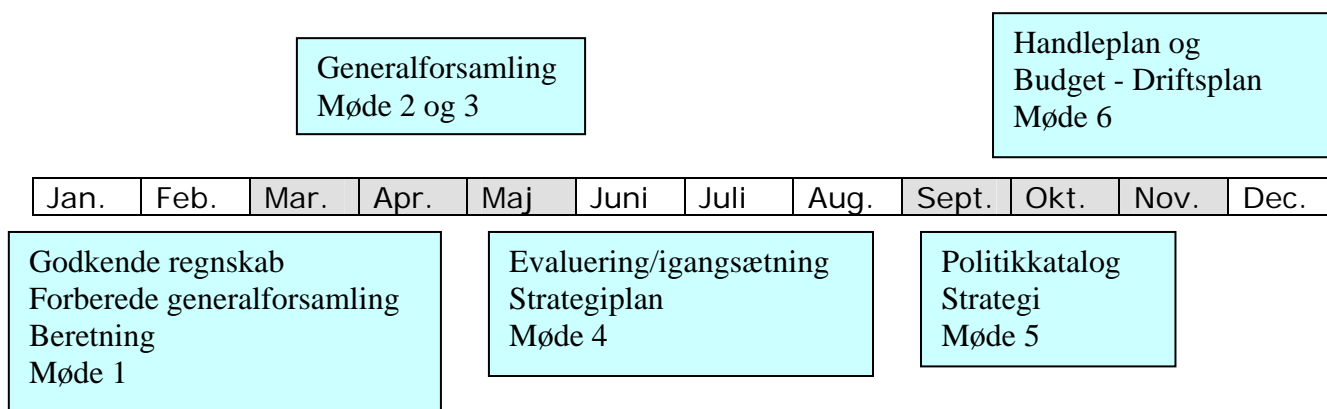 Generalforsamling
Møde 2 og 3
Handleplan og
Budget - Driftsplan
Møde 6
Jan. Feb. Mar. Apr. Maj Juni Juli Aug. Sept. Okt. Nov. Dec.
Godkende regnskab
Forberede generalforsamling
Beretning
Møde 1
Evaluering/igangsætning
Strategiplan
Møde 4
Politikkatalog
Strategi
Møde 5